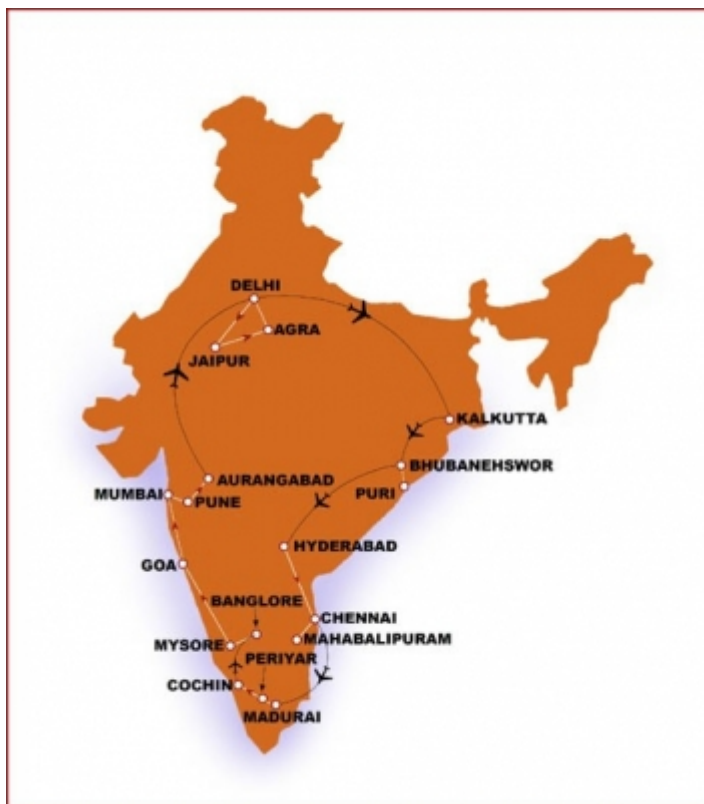 DELHI
AGRA
JAIPUR
KALKUTTA
AURANGABAD
BHUBANEHSWOR
MUMBAI
PUNE
PURI
HYDERABAD
GOA
BANGLORE
CHENNAI
MYSORE
MAHABALIPURAM
PERIYAR
COCHIN
MADURAI